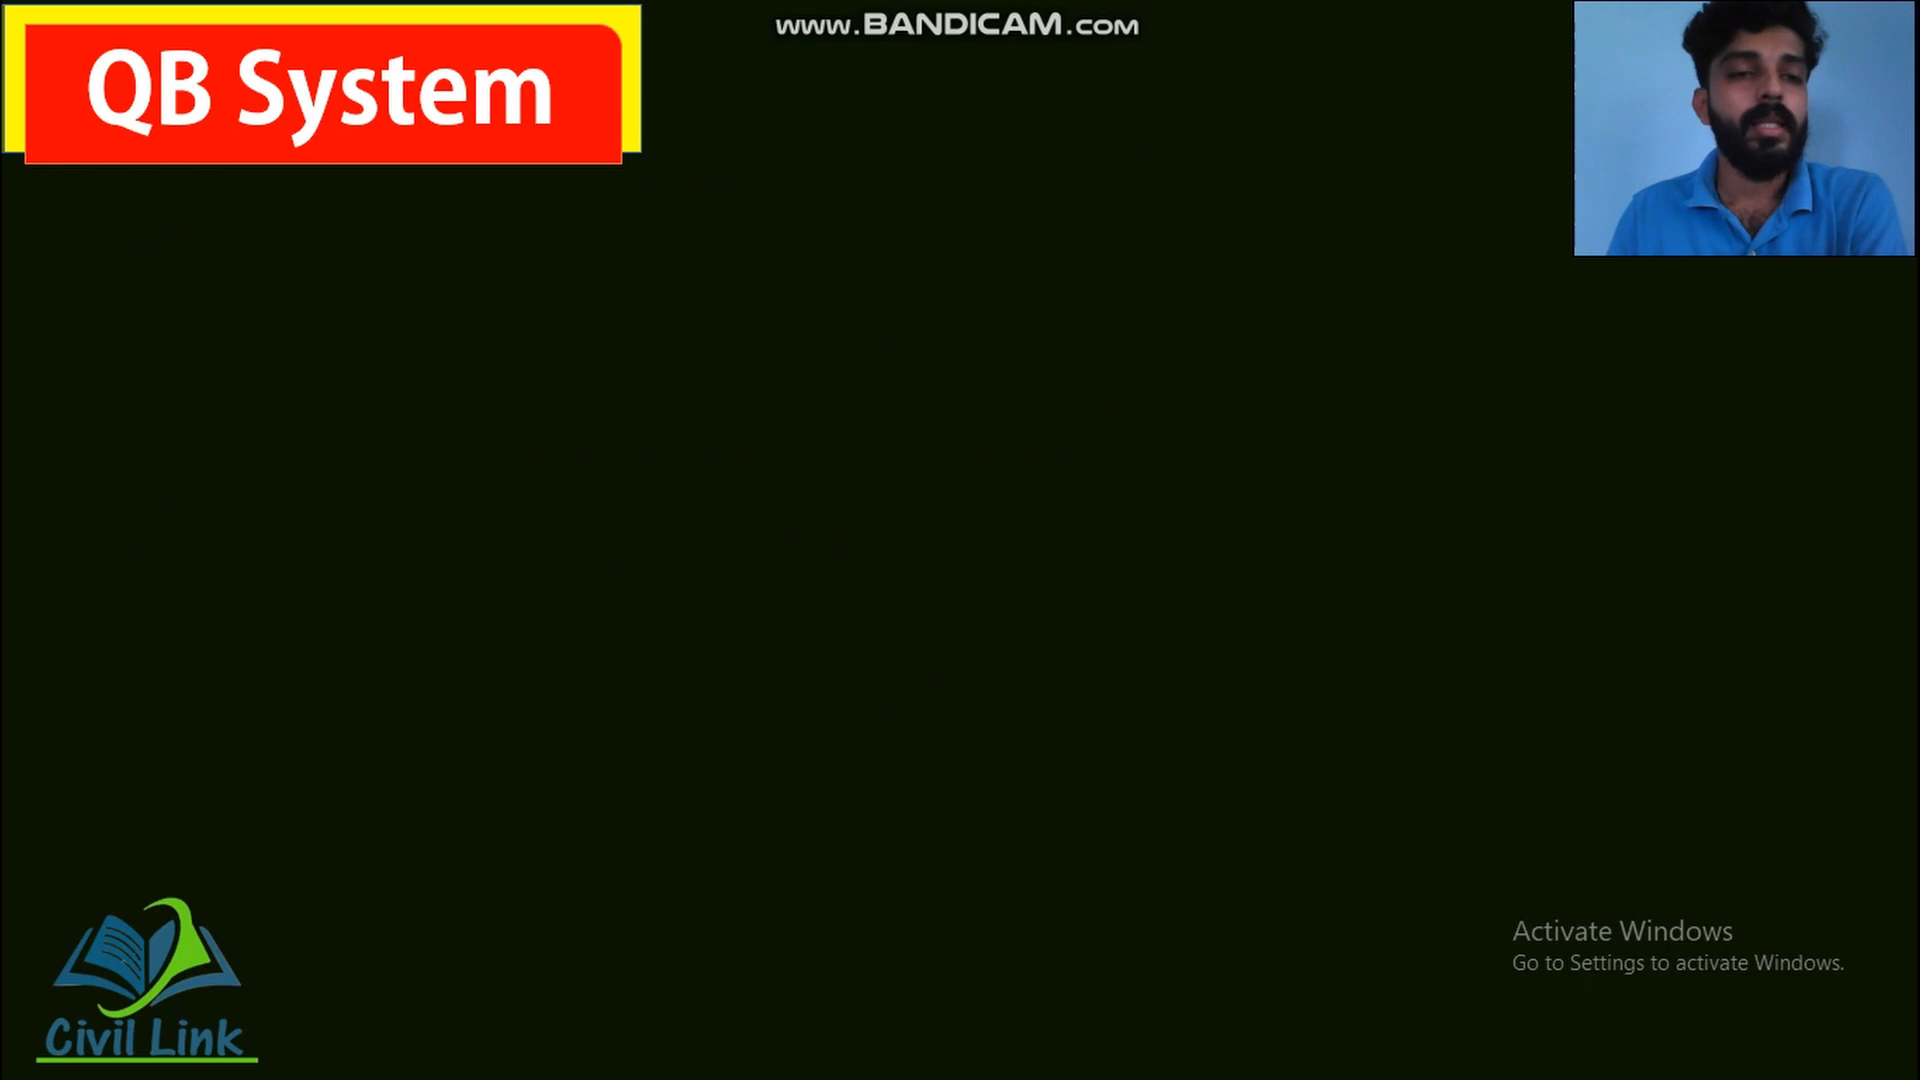 QB System
www.BANDICAM.com
Activate Windows
Go to Settings to activate Windows.
Civil Link